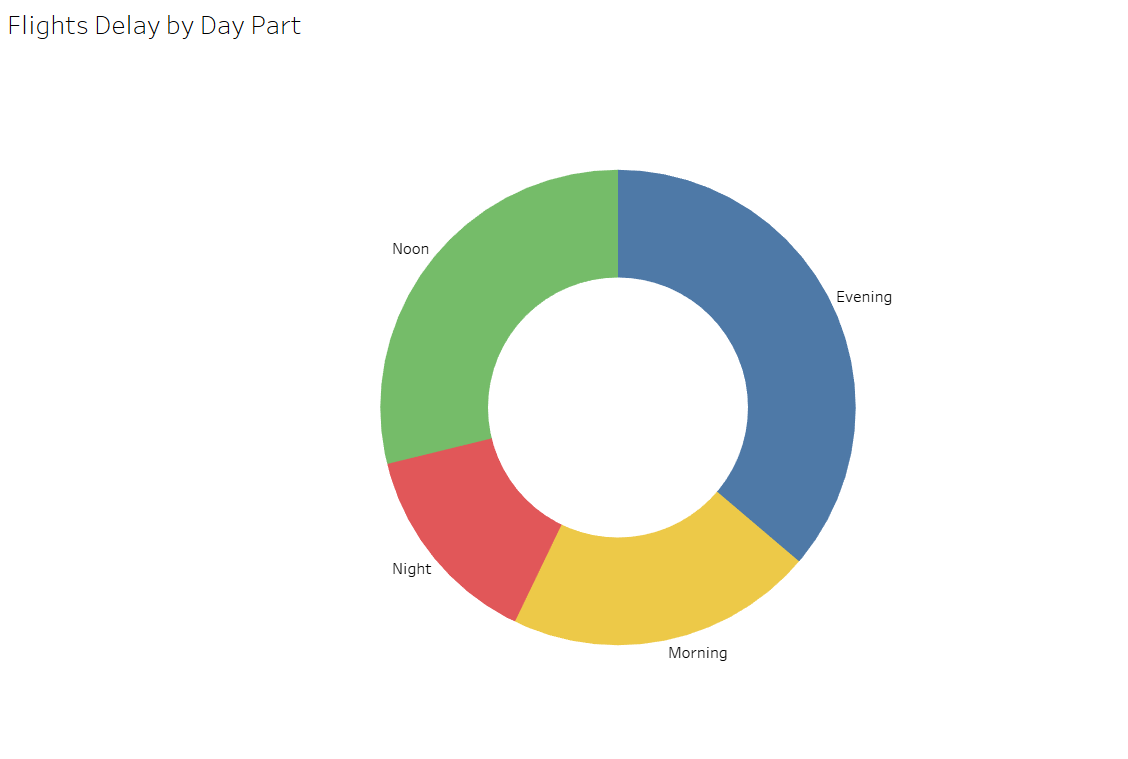 Flights Delay by Day Part
Noon
Evening
Night
Morning